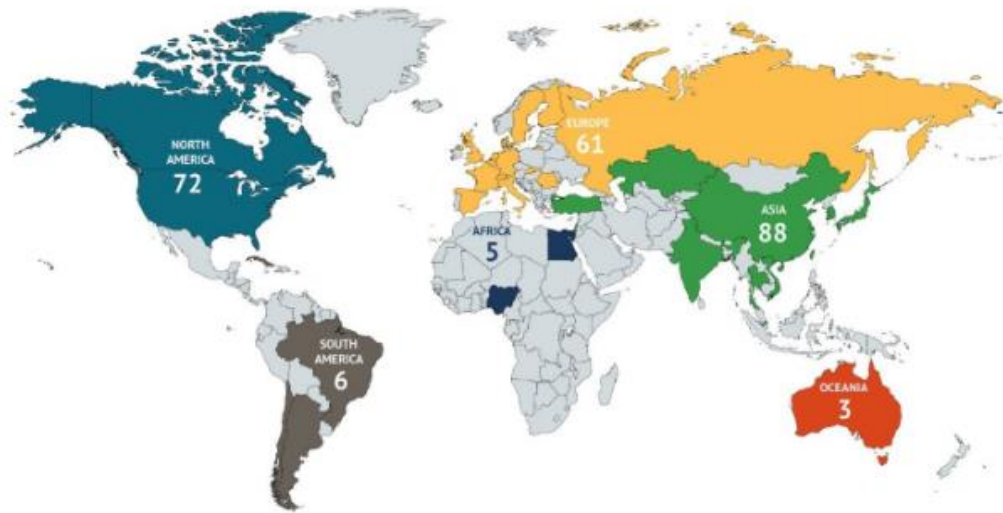 NORTH
AMERICA
72
EUROPE
61
ASIA
88
AFRICA
5
SOUTH
AMERICA
6
OCEANIA
3